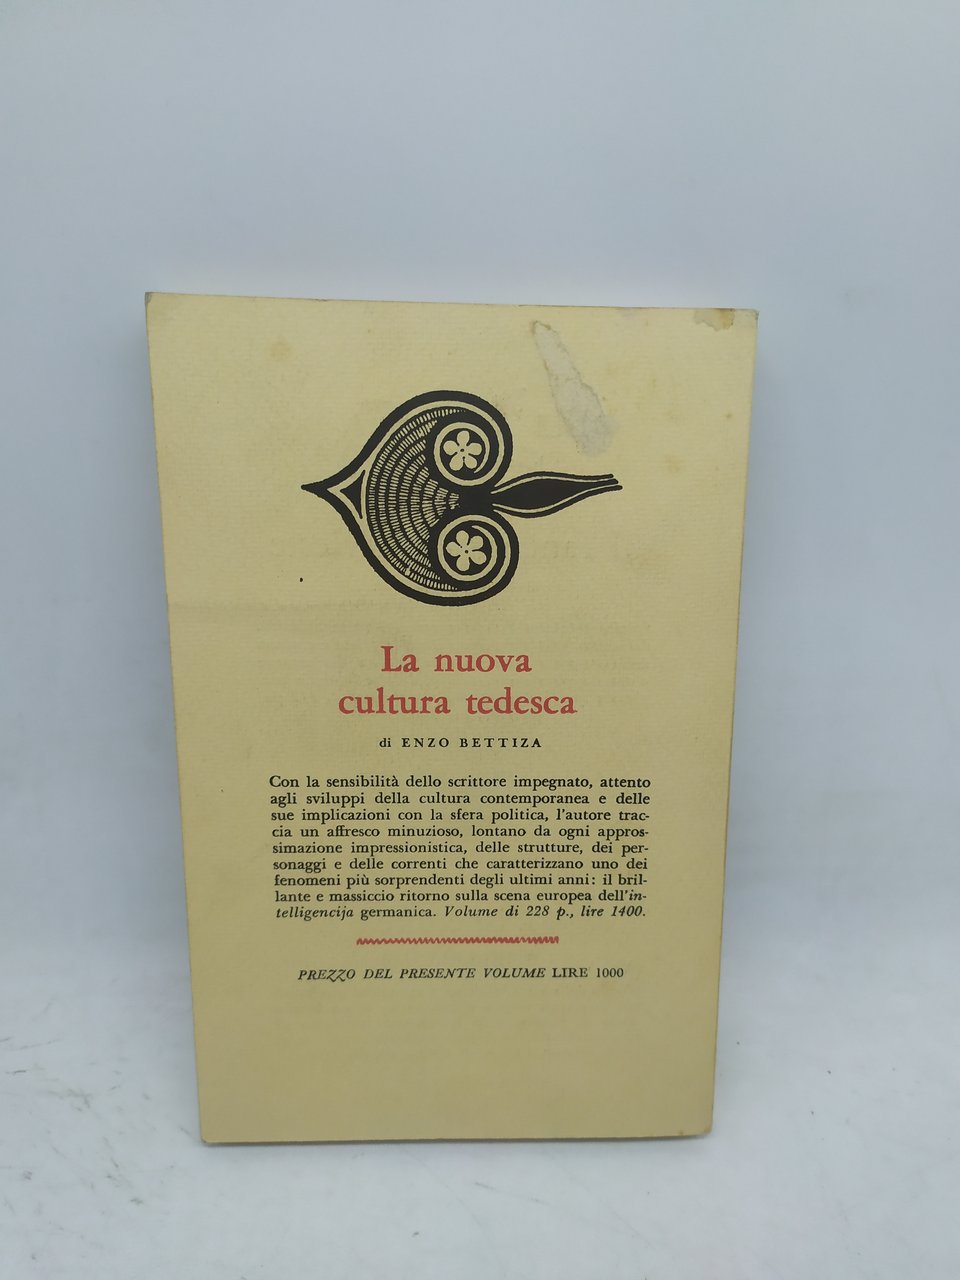 La nuova
cultura tedesca
di ENZO BETTIZA
Con la sensibilità dello scrittore impegnato, attento
agli sviluppi della cultura contemporanea e delle
sue implicazioni con la sfera politica, l'autore trac-
cia un affresco minuzioso, lontano da ogni appros-
simazione impressionistica, delle strutture, dei per-
sonaggi e delle correnti che caratterizzano uno dei
fenomeni più sorprendenti degli ultimi anni: il bril-
lante e massiccio ritorno sulla scena europea dell'in-
telligencija germanica. Volume di 228 p., lire 1400.
PREZZO DEL PRESENTE VOLUME LIRE 1000